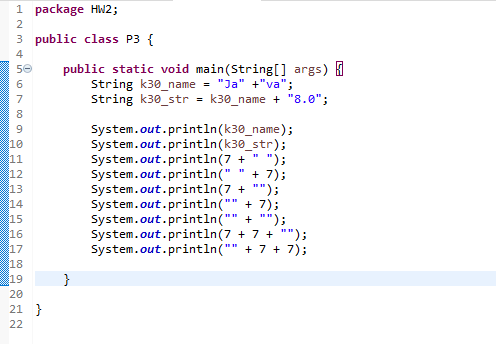 1 package HW2;
2
3 public class P3 {
4
5 public static void main(String[] args) {
6 String k30_name = "Ja" +"va";
7 String k30_str = k30_name + "8.0";
8
9 System.out.println(k30_name);
10 System.out.println(k30_str);
11 System.out.println(7 + " ");
12 System.out.println(" " + 7);
13 System.out.println(7 + "");
14 System.out.println("" + 7);
15 System.out.println("" + "");
16 System.out.println(7 + 7 + "");
17 System.out.println("" + 7 + 7);
18
19 }
20
21 }
22